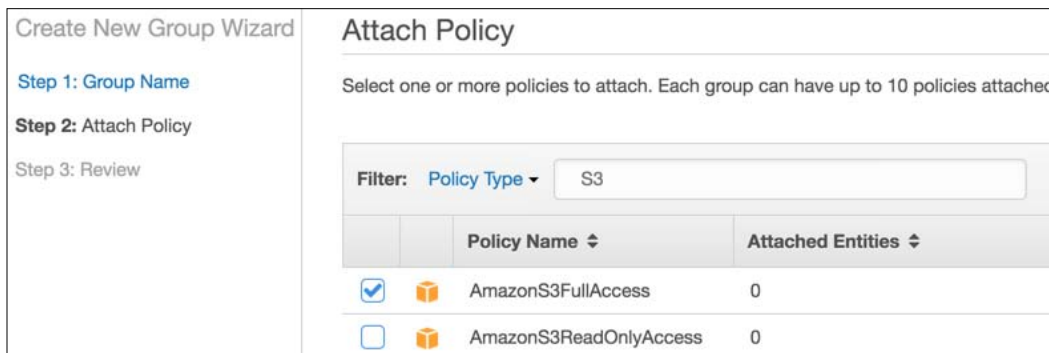 Create New Group Wizard
Step 1: Group Name
Step 2: Attach Policy
Step 3: Review
Attach Policy
Select one or more policies to attach. Each group can have up to 10 policies attached
Filter: Policy Type S3
Policy Name Attached Entities
AmazonS3FullAccess 0
AmazonS3ReadOnlyAccess 0